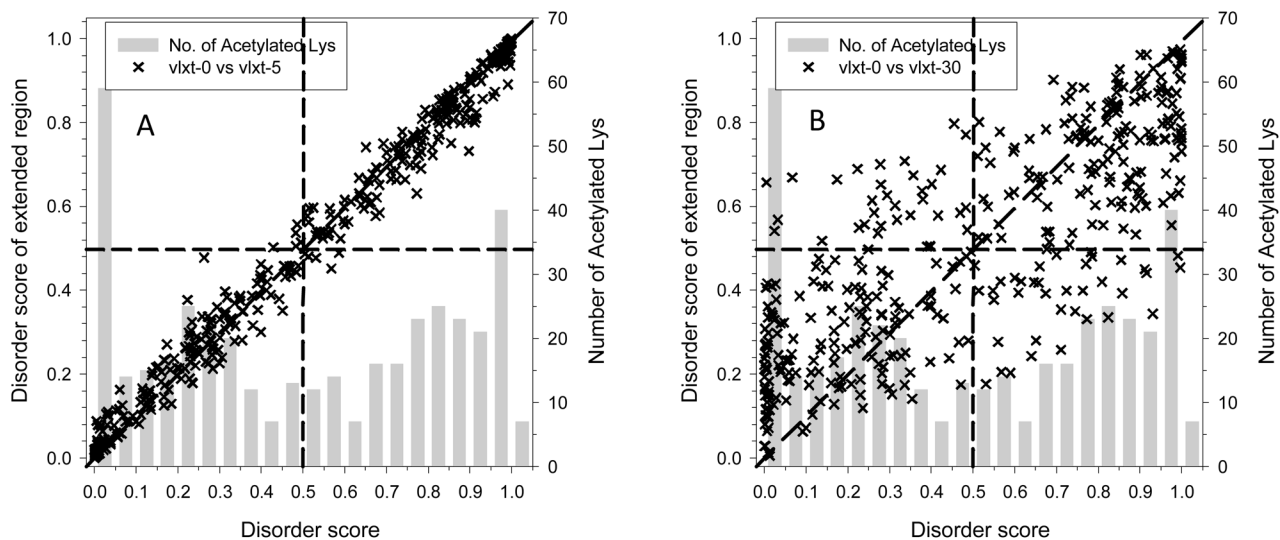 No. of Acetylated Lys
vlxt-0 vs vlxt-5
A
Disorder score of extended region
1.0
0.8
0.6
0.4
0.2
0.0
70
60
50
40
30
20
10
0
Number of Acetylated Lys
0.0 0.1 0.2 0.3 0.4 0.5 0.6 0.7 0.8 0.9 1.0
Disorder score
No. of Acetylated Lys
vlxt-0 vs vlxt-30
B
Disorder score of extended region
1.0
0.8
0.6
0.4
0.2
0.0
70
60
50
40
30
20
10
0
Number of Acetylated Lys
0.0 0.1 0.2 0.3 0.4 0.5 0.6 0.7 0.8 0.9 1.0
Disorder score